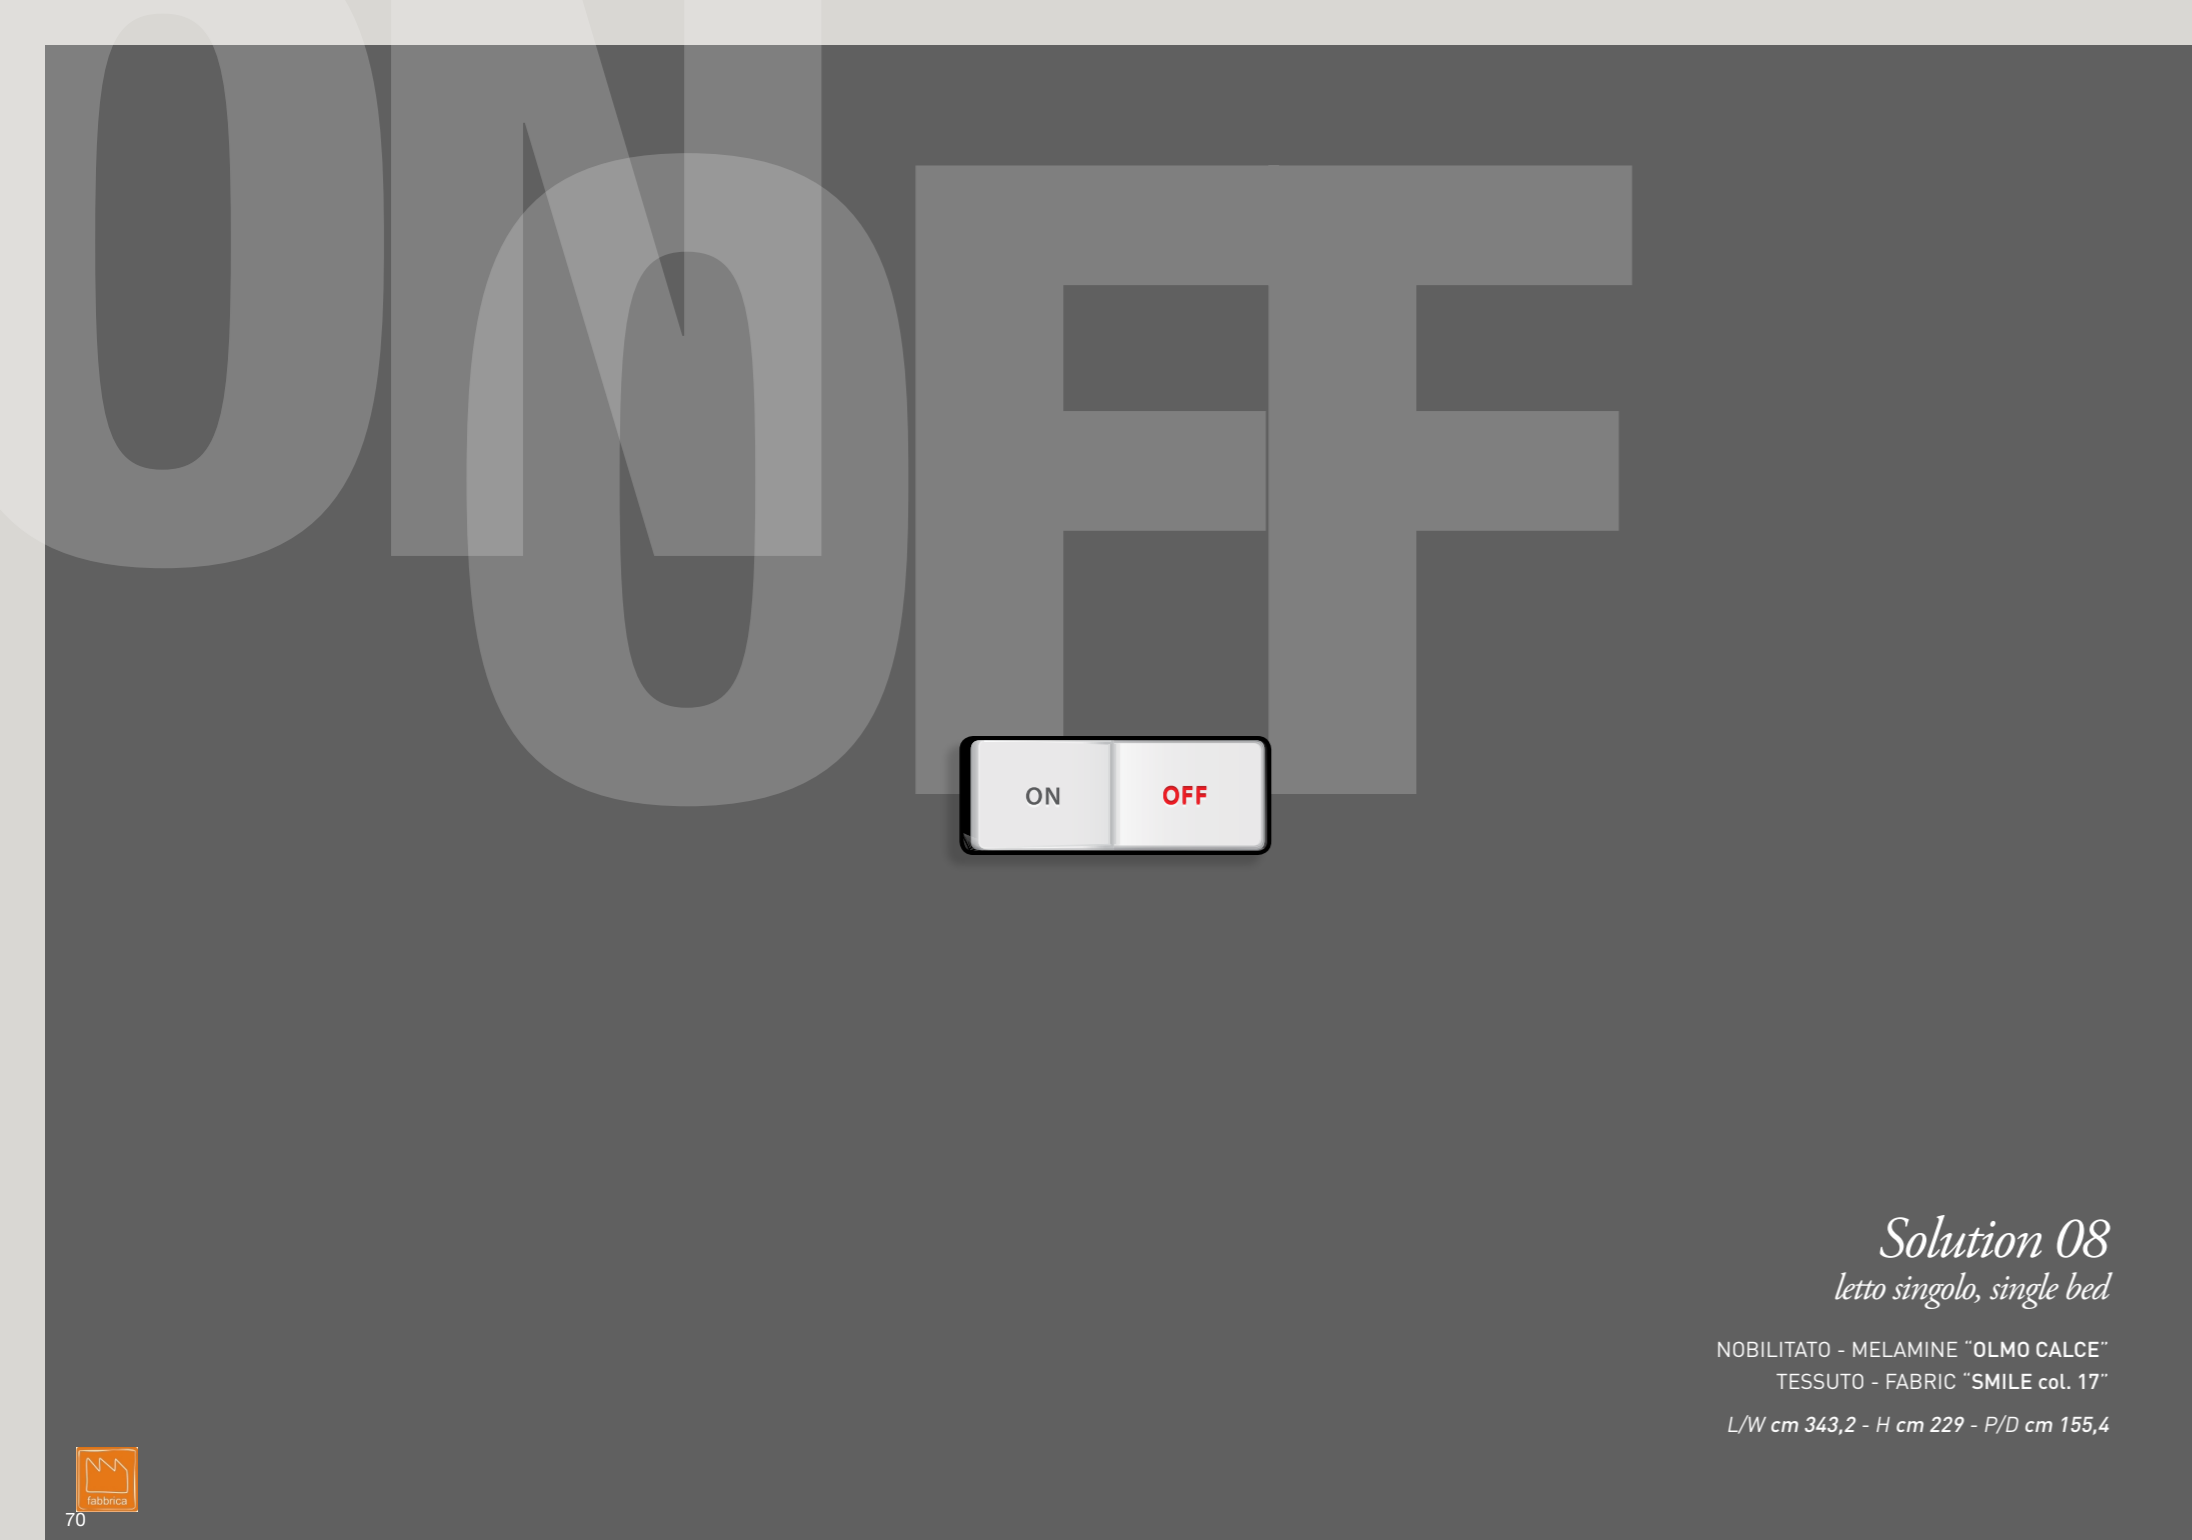 ON
OFF
ON OFF
Solution 08
letto singolo, single bed
NOBILITATO - MELAMINE “OLMO CALCE”
TESSUTO - FABRIC “SMILE col. 17”
L/W cm 343,2 - H cm 229 - P/D cm 155,4
fabbrica
70